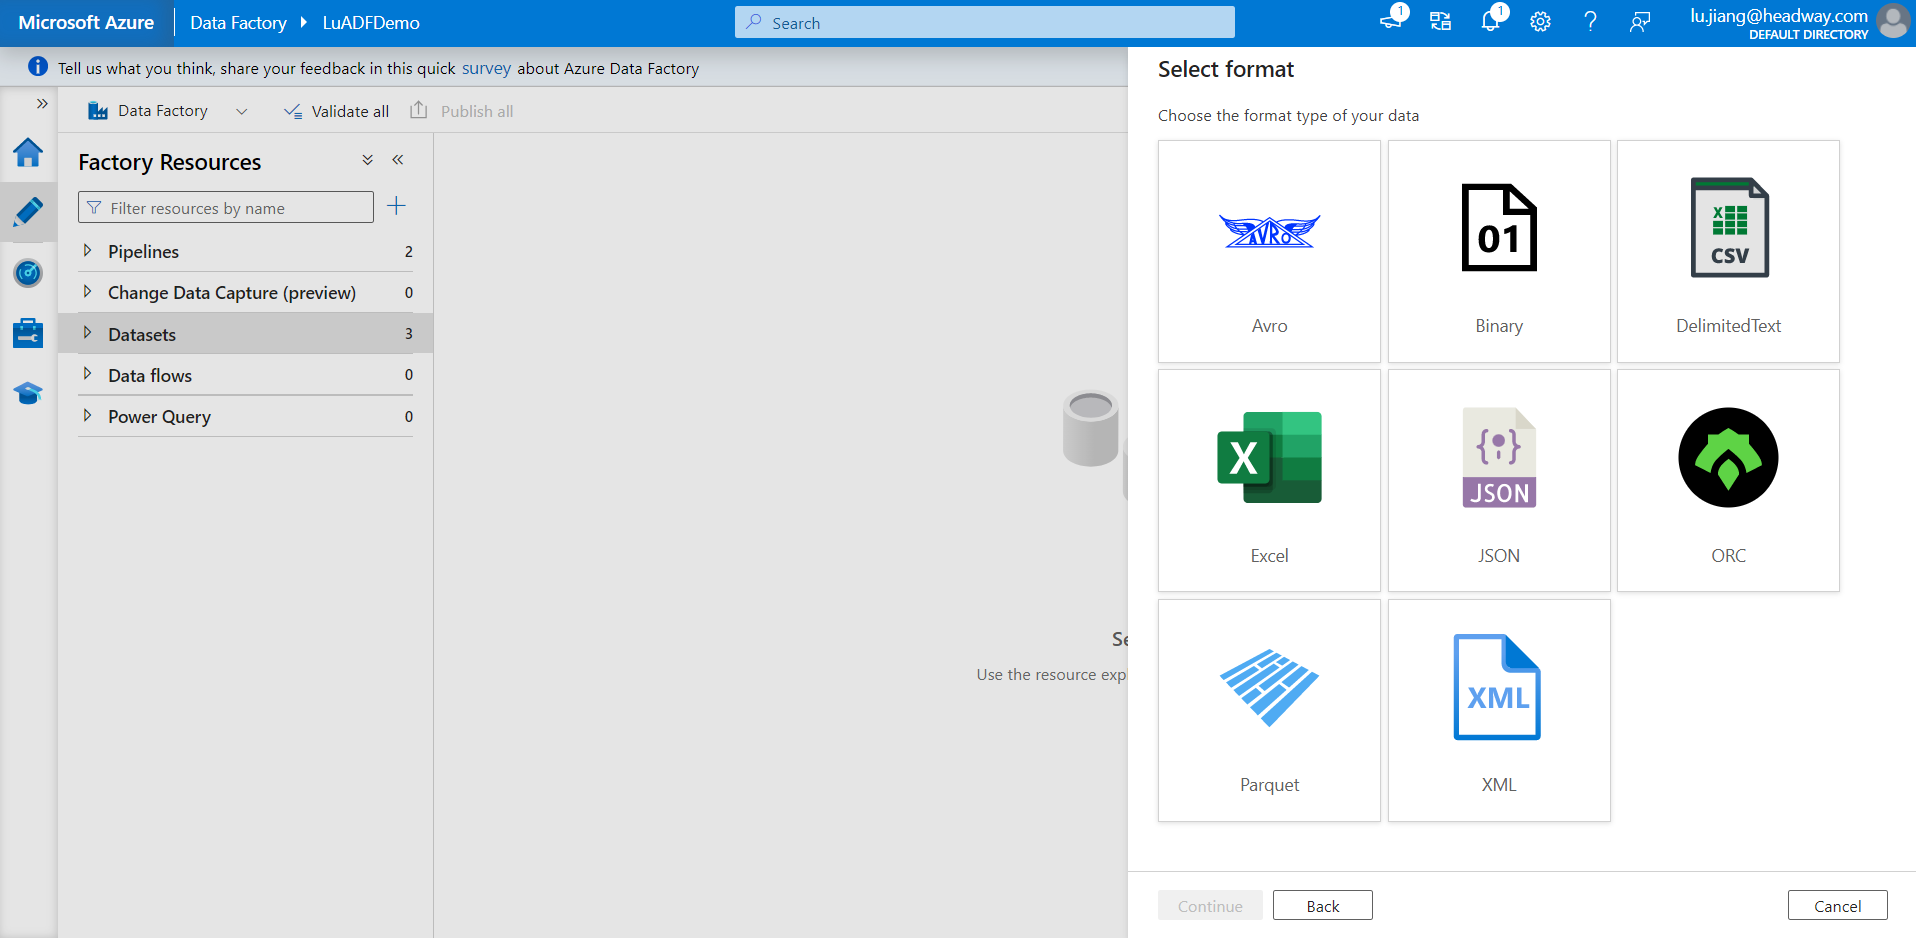 Microsoft Azure
Data Factory
LuADFDemo
Search
1
1
lu.jiang@headway.com
DEFAULT DIRECTORY
Tell us what you think, share your feedback in this quick survey about Azure Data Factory
Data Factory
Validate all
Publish all
Factory Resources
Filter resources by name
Pipelines 2
Change Data Capture (preview) 0
Datasets 3
Data flows 0
Power Query 0
Se
Use the resource exp
Select format
Choose the format type of your data
AVRO
Avro
01
Binary
X
CSV
DelimitedText
X
Excel
{ }
JSON
JSON
ORC
Parquet
XML
XML
Continue
Back
Cancel